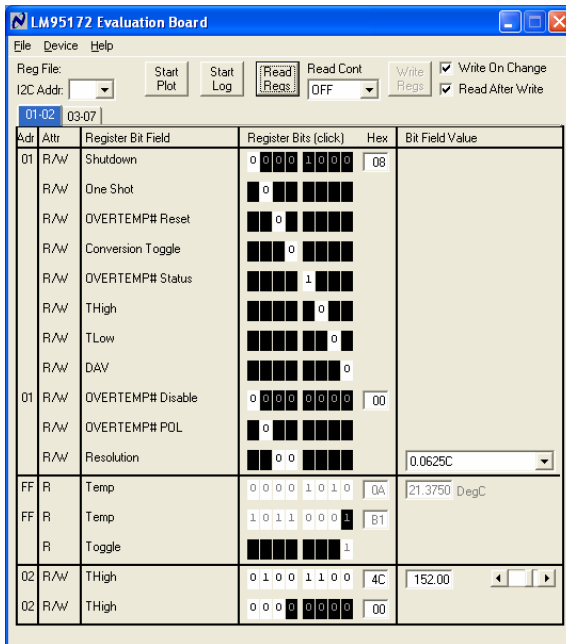 LM95172 Evaluation Board
File Device Help
Reg File:
I2C Addr:
Start Plot
Start Log
Read Regs
Read Cont
OFF
Write Regs
Write On Change
Read After Write
01-02 03-07
Adr Attr Register Bit Field Register Bits (click) Hex Bit Field Value
01 R/W Shutdown 0 0 0 0 1 0 0 0 08
R/W One Shot 0
R/W OVERTEMP# Reset 0
R/W Conversion Toggle 0
R/W OVERTEMP# Status 1
R/W THigh 0
R/W TLow 0
R/W DAV 0
01 R/W OVERTEMP# Disable 0 0 0 0 0 0 0 0 00
R/W OVERTEMP# POL 0
R/W Resolution 0 0 0.0625C
FF R Temp 0 0 0 0 1 0 1 0 0A 21.3750 DegC
FF R Temp 1 0 1 1 0 0 0 1 B1
R Toggle 1
02 R/W THigh 0 1 0 0 1 1 0 0 4C 152.00
02 R/W THigh 0 0 0 0 0 0 0 0 00